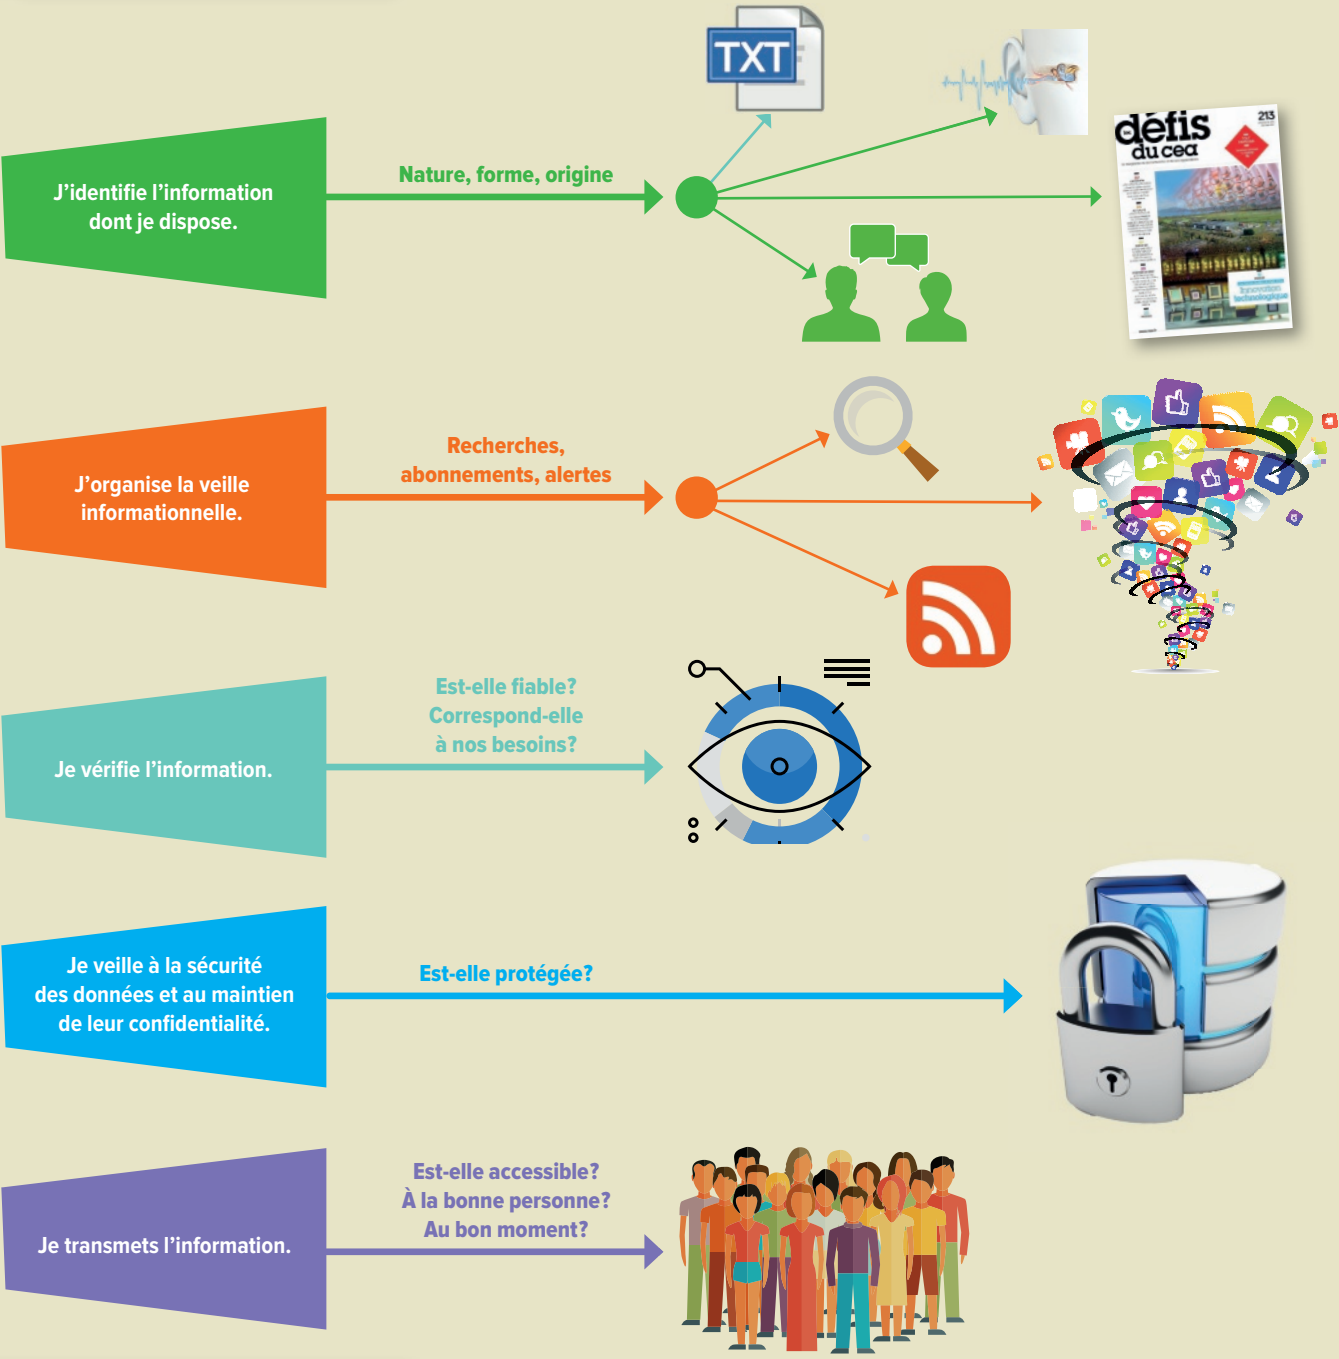 TXT
défis
du cea
213
J’identifie l’information
dont je dispose.
Nature, forme, origine
Innovation
technologique
Recherches,
abonnements, alertes
J’organise la veille
informationnelle.
Est-elle fiable?
Correspond-elle
à nos besoins?
Je vérifie l’information.
Je veille à la sécurité
des données et au maintien
de leur confidentialité.
Est-elle protégée?
Est-elle accessible?
À la bonne personne?
Au bon moment?
Je transmets l’information.